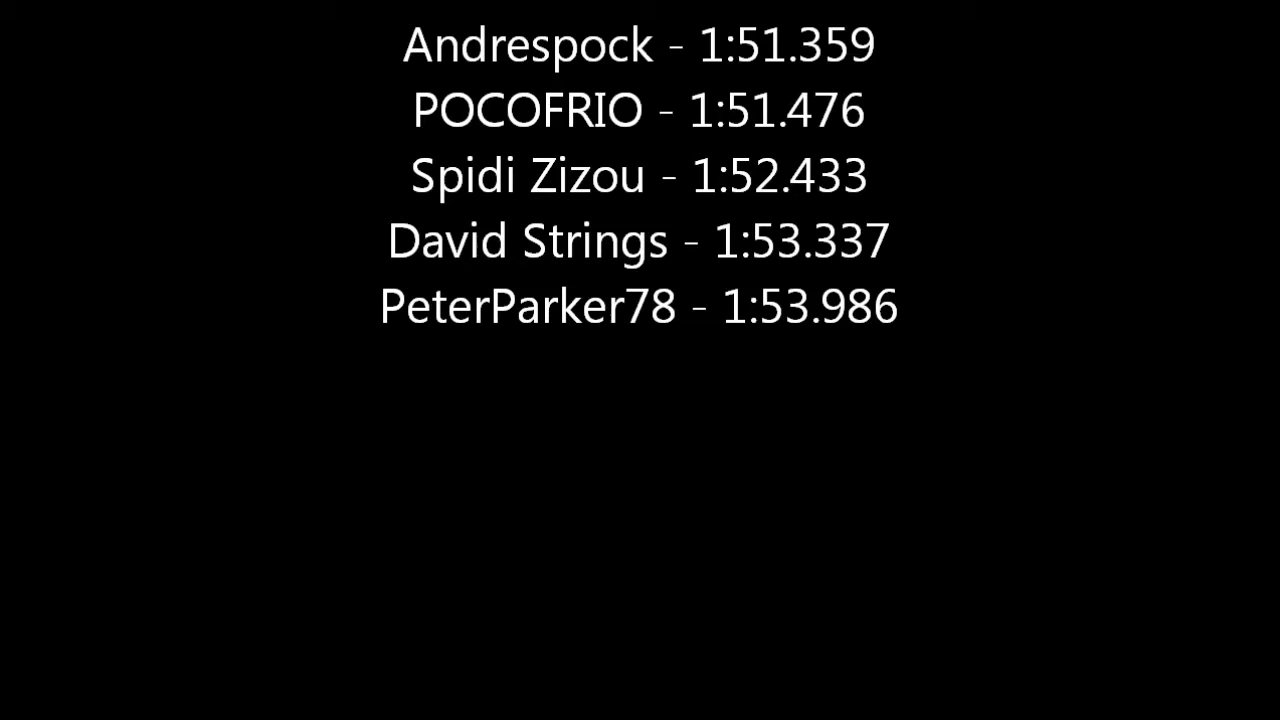 Andrespock - 1:51.359
POCOFRIO - 1:51.476
Spidi Zizou - 1:52.433
David Strings - 1:53.337
PeterParker78 - 1:53.986